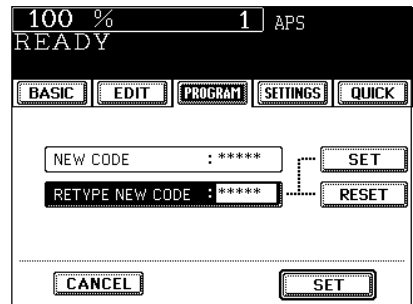 100 % 1 APS
READY
BASIC EDIT PROGRAM SETTINGS QUICK
NEW CODE : ***** SET
RETYPE NEW CODE : ***** RESET
CANCEL SET